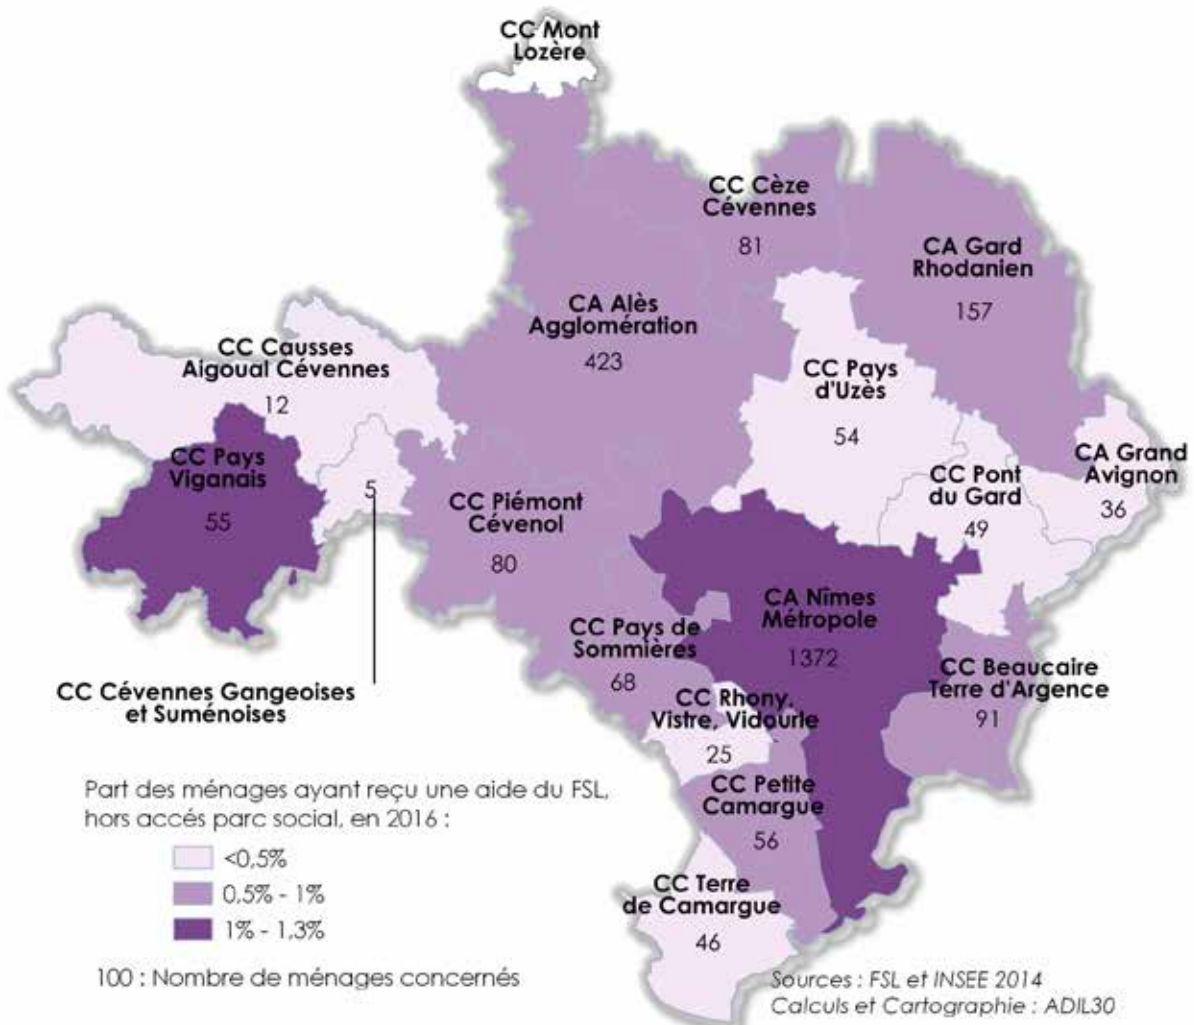 CC Mont
Lozère
CC Cèze
Cévennes
81
CA Gard
Rhodanien
157
CA Alès
Agglomération
423
CC Causses
Aigoual Cévennes
12
CC Pays
d'Uzès
54
CC Pays
Viganais
55
5
CC Piémont
Cévenol
80
CC Pont
du Gard
49
CA Grand
Avignon
36
CA Nîmes
Métropole
1372
CC Pays de
Sommières
68
CC Cévennes Gangeoises
et Suménoises
CC Beaucaire
Terre d'Argence
91
CC Rhony,
Vistre, Vidourle
25
CC Petite
Camargue
56
CC Terre
de Camargue
46
Part des ménages ayant reçu une aide du FSL,
hors accés parc social, en 2016 :
<0,5%
0,5% - 1%
1% - 1,3%
100 : Nombre de ménages concernés
Sources : FSL et INSEE 2014
Calculs et Cartographie : ADIL30